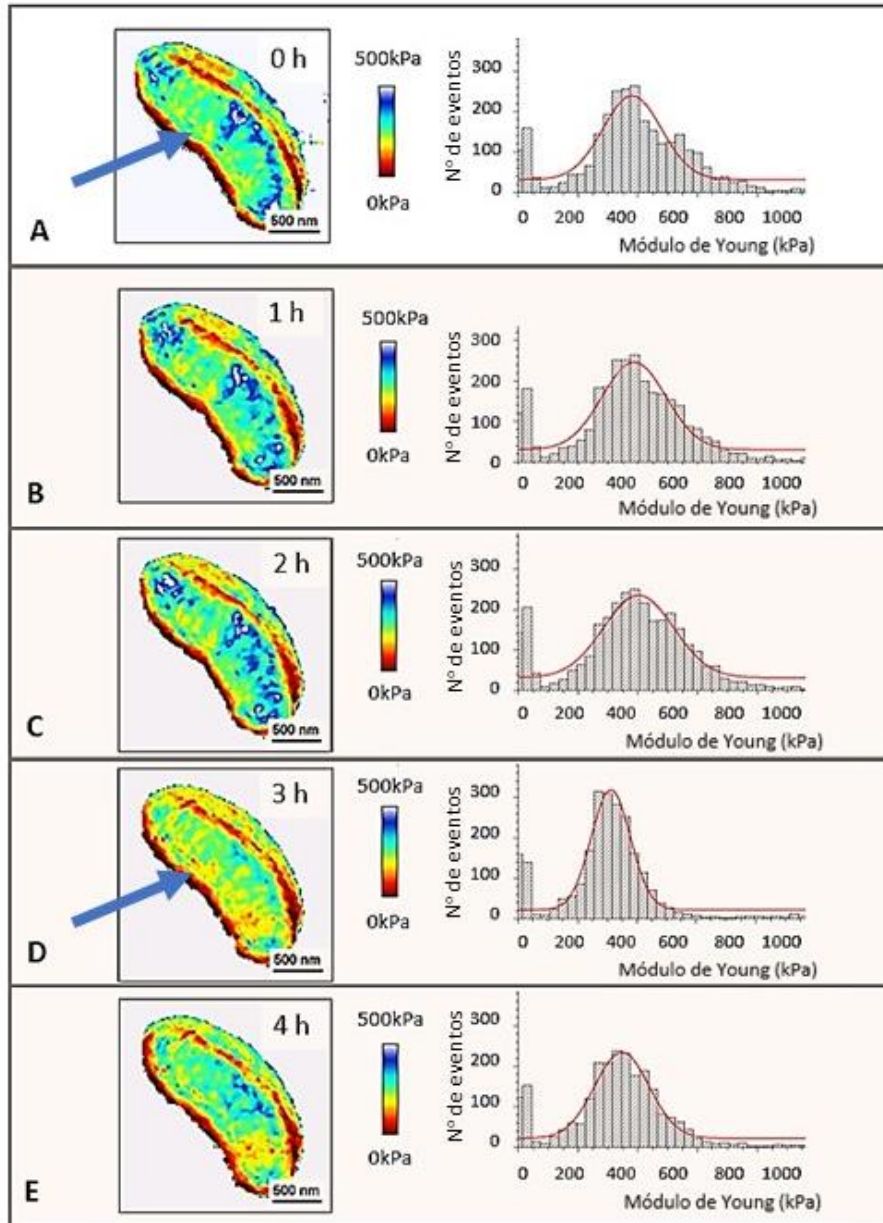 0 h
500kPa
0kPa
500 nm
A
Nº de eventos
300
200
100
0
0 200 400 600 800 1000
Módulo de Young (kPa)
1 h
500kPa
0kPa
500 nm
B
Nº de eventos
300
200
100
0
0 200 400 600 800 1000
Módulo de Young (kPa)
2 h
500kPa
0kPa
500 nm
C
Nº de eventos
300
200
100
0
0 200 400 600 800 1000
Módulo de Young (kPa)
3 h
500kPa
0kPa
500 nm
D
Nº de eventos
300
200
100
0
0 200 400 600 800 1000
Módulo de Young (kPa)
4 h
500kPa
0kPa
500 nm
E
Nº de eventos
300
200
100
0
0 200 400 600 800 1000
Módulo de Young (kPa)